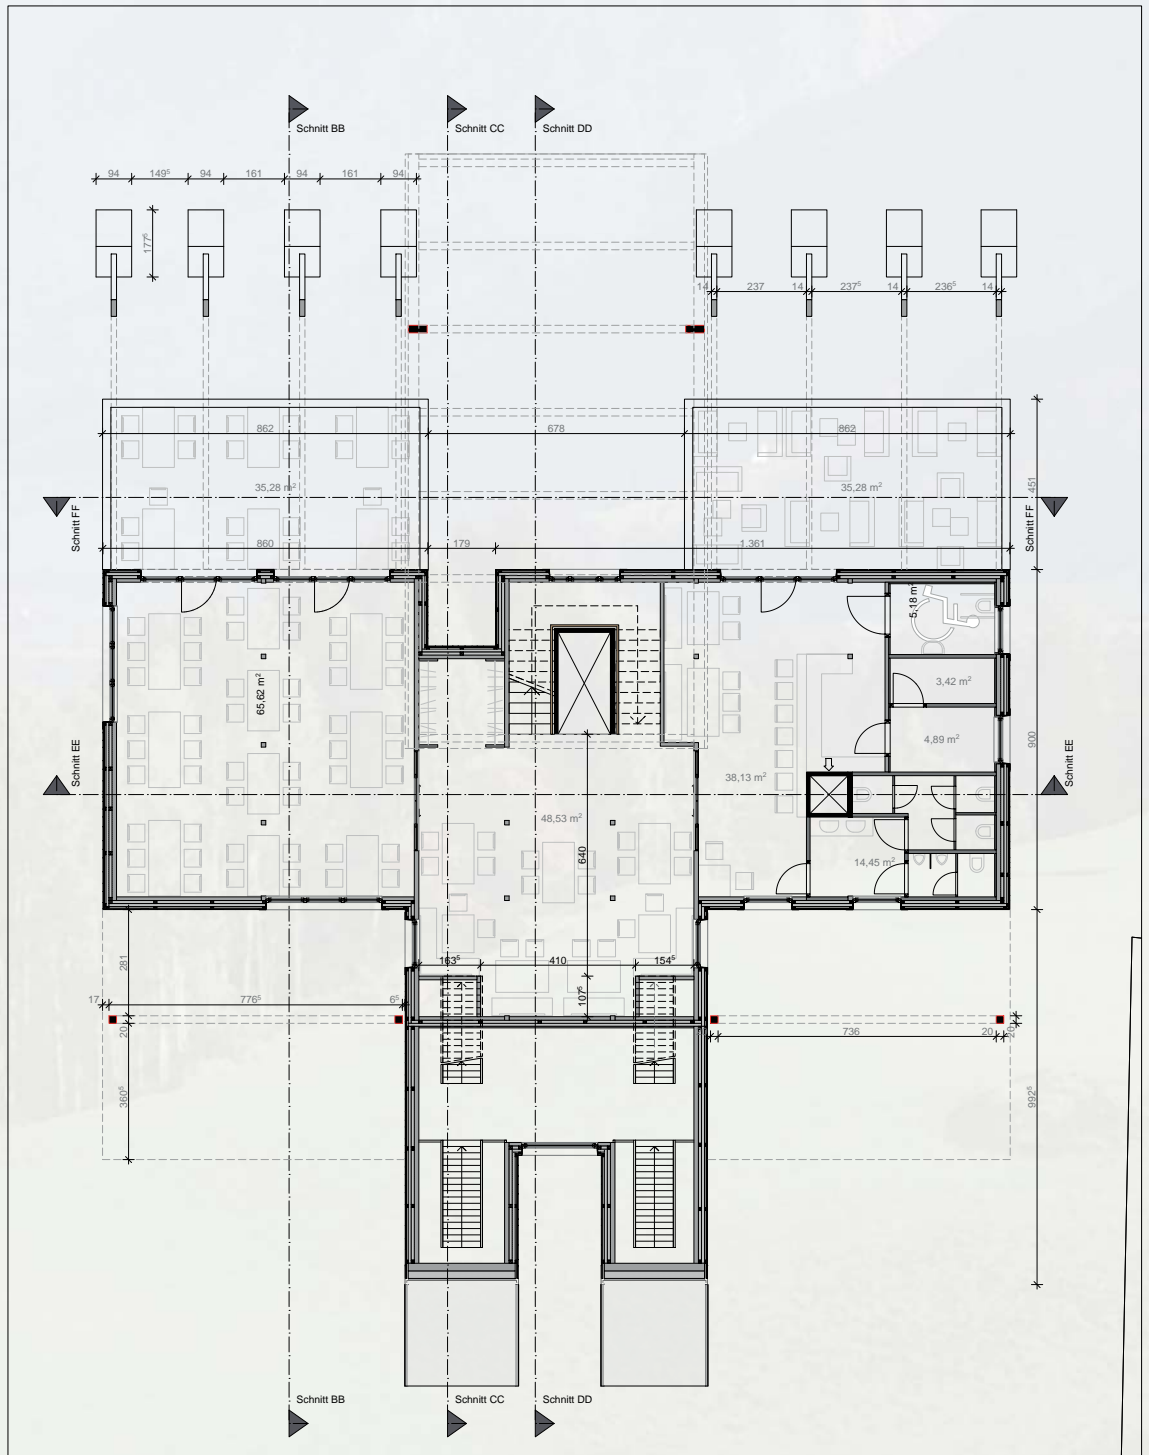 Schnitt BB
Schnitt CC
Schnitt DD
94
149⁵
94
161
94
161
94
177⁵
14
237
14
237⁵
14
236⁵
14
862
678
862
451
35,28 m²
35,28 m²
Schnitt FF
Schnitt FF
860
179
1.361
5,18 m²
65,62 m²
3,42 m²
4,89 m²
900
Schnitt EE
Schnitt EE
38,13 m²
48,53 m²
640
14,45 m²
281
163⁵
410
154⁵
107⁵
17
776⁵
6⁵
20
736
20
20
360⁵
992⁵
Schnitt BB
Schnitt CC
Schnitt DD